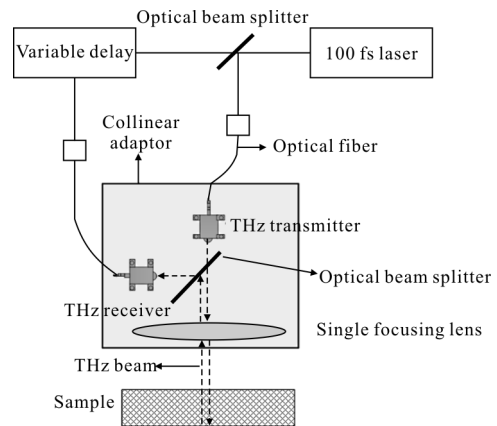 Optical beam splitter
Variable delay
100 fs laser
Collinear
adaptor
Optical fiber
THz transmitter
Optical beam splitter
THz receiver
Single focusing lens
THz beam
Sample